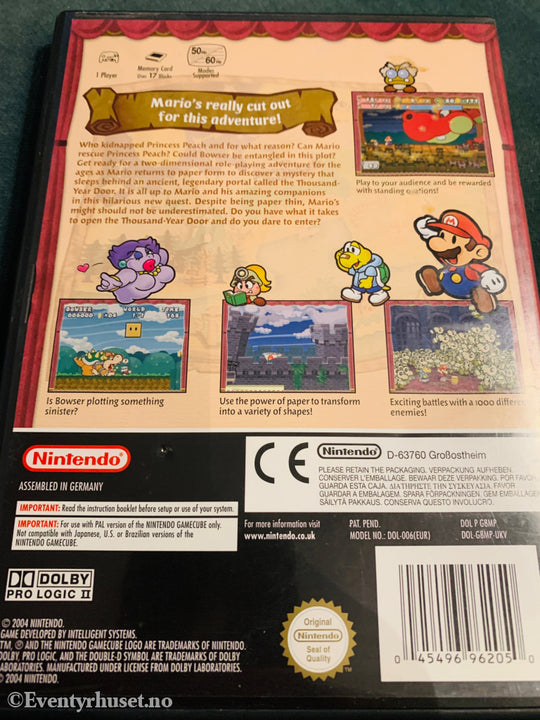 50Hz
60Hz
1 Player
Memory Card
Uses 17 Blocks
Modes
Supported
Mario's really cut out
for this adventure!
Who kidnapped Princess Peach and for what reason? Can Mario
rescue Princess Peach? Could Bowser be entangled in this plot?
Get ready for a two-dimensional role-playing adventure for the
ages as Mario returns to paper form to discover a mystery that
sleeps behind an ancient, legendary portal called the Thousand-
Year Door. It is all up to Mario and his amazing companions
in this hilarious new quest. Despite being paper thin, Mario's
might should not be underestimated. Do you have what it takes
to open the Thousand-Year Door and do you dare to enter?
Play to your audience and be rewarded
with standing ovations!
BOWSER
WORLD
TIME
Is Bowser plotting something
sinister?
Use the power of paper to transform
into a variety of shapes!
Exciting battles with a 1000 differen
enemies!
Nintendo®
ASSEMBLED IN GERMANY
IMPORTANT: Read the instruction booklet before setup or use of your system.
IMPORTANT: For use with PAL version of the NINTENDO GAMECUBE only.
Not compatible with Japanese, U.S. or Brazilian versions of the
NINTENDO GAMECUBE.
CE
Nintendo®
D-63760 Großostheim
PLEASE RETAIN THE PACKAGING. VERPACKUNG AUFHEBEN.
CONSERVER L'EMBALLAGE. BEWAAR DEZE VERPAKKING. POR FAVOR
GUARDA ESTA CAJA. ΔΙΑΤΗΡΗΣΤΕ ΤΗΝ ΣΥΣΚΕΥΑΣΙΑ. FAVOR
GUARDAR A EMBALAGEM. SPARA FÖRPACKNINGEN. GEM EMBALLAGE
SÄILYTÄ PAKKAUS. CONSERVA QUESTO INVOLUCRO.
For more information visit
www.nintendo.co.uk
PAT. PEND.
MODEL NO.: DOL-006(EUR)
DOL P GBMP
DOL-GBMP-UKV
DOLBY
PRO LOGIC II
© 2004 NINTENDO.
GAME DEVELOPED BY INTELLIGENT SYSTEMS.
TM, ® AND THE NINTENDO GAMECUBE LOGO ARE TRADEMARKS OF NINTENDO.
DOLBY, PRO LOGIC, AND THE DOUBLE-D SYMBOL ARE TRADEMARKS OF DOLBY
LABORATORIES. MANUFACTURED UNDER LICENSE FROM DOLBY LABORATORIES.
© 2004 NINTENDO.
Original
Nintendo
Seal of
Quality
0 45496 96205 0
©Eventyrhuset.no